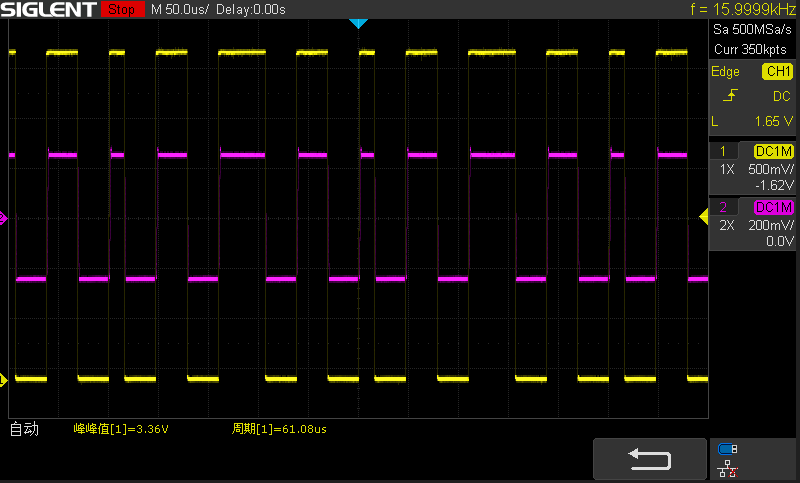 SIGLENT Stop M 50.0us/ Delay:0.00s f = 15.9999kHz
Sa 500MSa/s
Curr 350kpts
Edge CH1
DC
L 1.65 V
1 DC1M
1X 500mV/
-1.62V
2 DC1M
2X 200mV/
0.0V
2
1
自动 峰峰值[1]=3.36V 周期[1]=61.08us